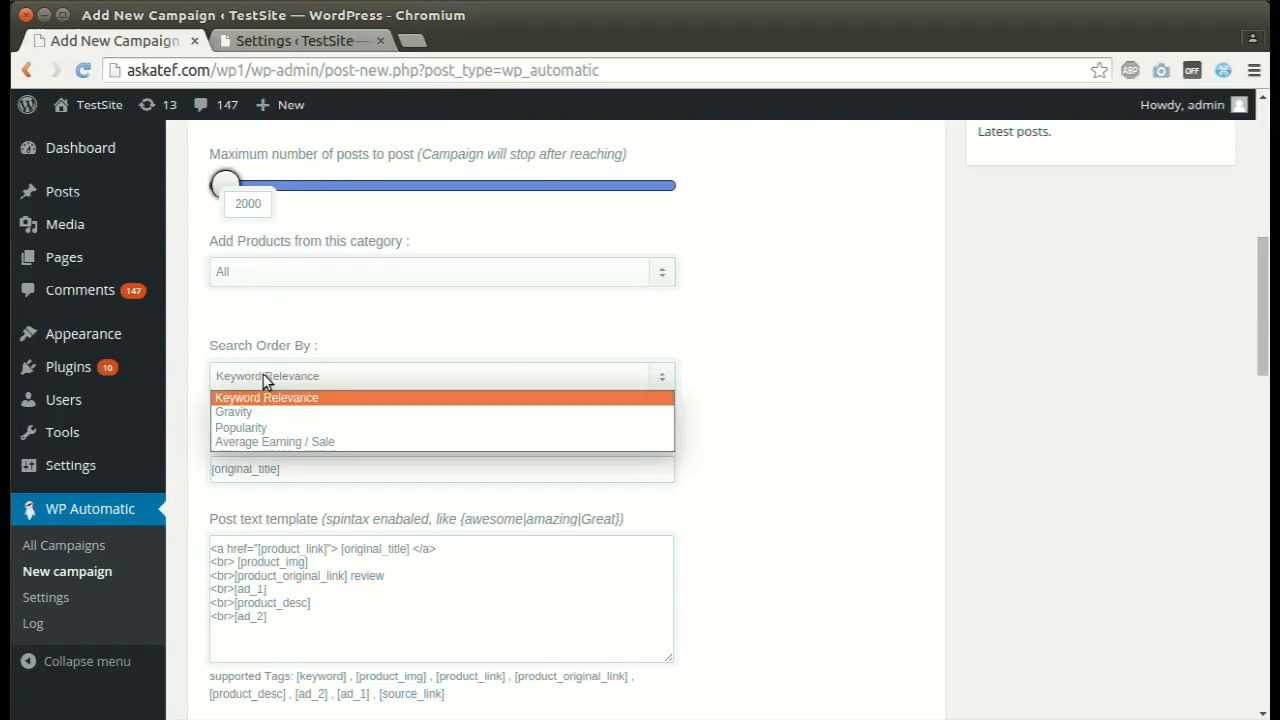 Add New Campaign ‹ TestSite — WordPress - Chromium
Add New Campaign
Settings ‹ TestSite —
askatef.com/wp1/wp-admin/post-new.php?post_type=wp_automatic
ABP
OFF
TestSite
13
147
New
Howdy, admin
Dashboard
Posts
Media
Pages
Comments 147
Appearance
Plugins 10
Users
Tools
Settings
WP Automatic
All Campaigns
New campaign
Settings
Log
Collapse menu
Latest posts.
Maximum number of posts to post (Campaign will stop after reaching)
2000
Add Products from this category :
All
Search Order By :
Keyword Relevance
Keyword Relevance
Gravity
Popularity
Average Earning / Sale
[original_title]
Post text template (spintax enabaled, like {awesome|amazing|Great})
<a href="[product_link]"> [original_title] </a>
<br> [product_img]
<br>[product_original_link] review
<br>[ad_1]
<br>[product_desc]
<br>[ad_2]
supported Tags: [keyword] , [product_img] , [product_link] , [product_original_link] ,
[product_desc] , [ad_2] , [ad_1] , [source_link]